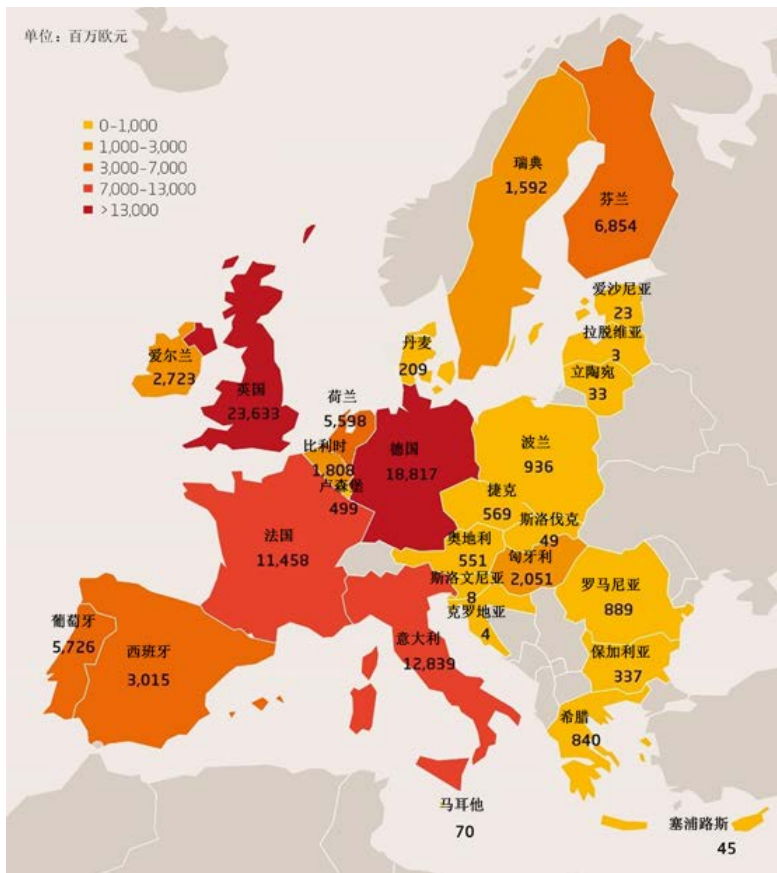 单位：百万欧元
0-1,000
1,000-3,000
3,000-7,000
7,000-13,000
>13,000
瑞典
1,592
芬兰
6,854
爱沙尼亚
23
拉脱维亚
3
立陶宛
33
丹麦
209
爱尔兰
2,723
英国
23,633
荷兰
5,598
比利时
1,808
卢森堡
499
德国
18,817
波兰
936
捷克
569
斯洛伐克
49
奥地利
551
匈牙利
2,051
斯洛文尼亚
8
克罗地亚
4
罗马尼亚
889
保加利亚
337
法国
11,458
葡萄牙
5,726
西班牙
3,015
意大利
12,839
希腊
840
马耳他
70
塞浦路斯
45